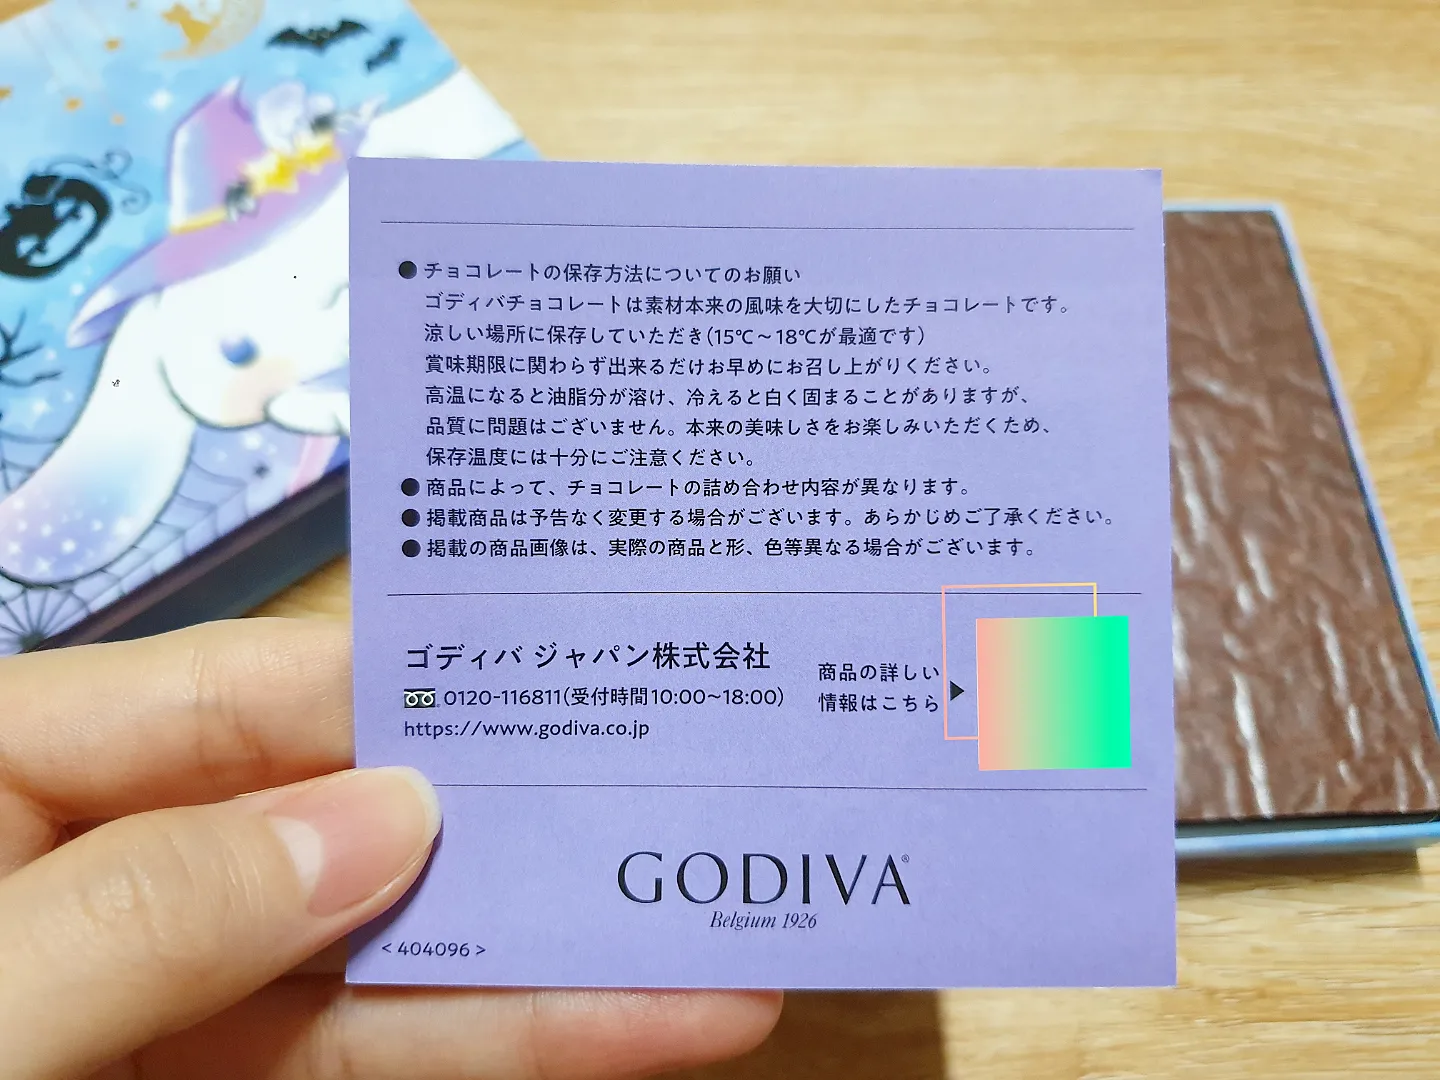 ●チョコレートの保存方法についてのお願い
ゴディバチョコレートは素材本来の風味を大切にしたチョコレートです。
涼しい場所に保存していただき(15℃～18℃が最適です)
賞味期限に関わらず出来るだけお早めにお召し上がりください。
高温になると油脂分が溶け、冷えると白く固まることがありますが、
品質に問題はございません。本来の美味しさをお楽しみいただくため、
保存温度には十分にご注意ください。
●商品によって、チョコレートの詰め合わせ内容が異なります。
●掲載商品は予告なく変更する場合がございます。あらかじめご了承ください。
●掲載の商品画像は、実際の商品と形、色等異なる場合がございます。
ゴディバ ジャパン株式会社
0120-116811(受付時間10:00～18:00)
https://www.godiva.co.jp
商品の詳しい
情報はこちら▶
GODIVA®
Belgium 1926
<404096>